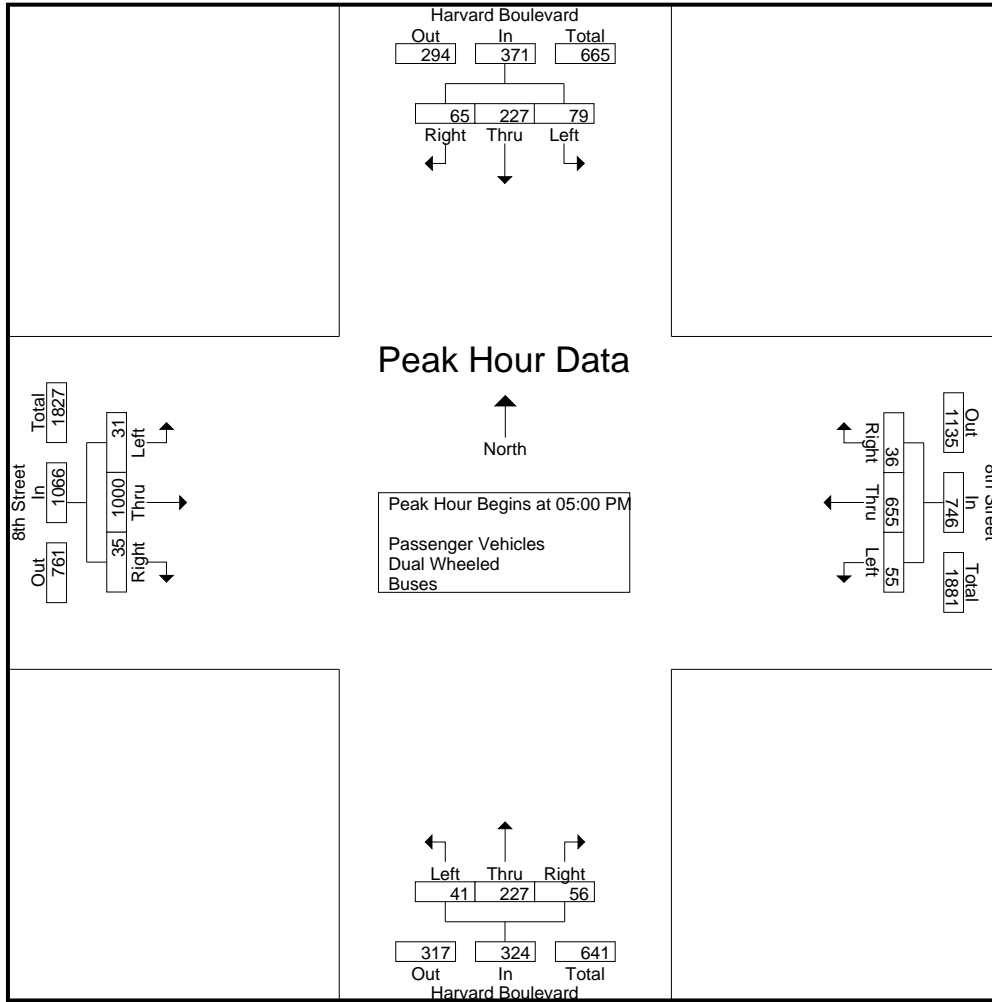 Harvard Boulevard
Out In Total
294 371 665
65 227 79
Right Thru Left
Peak Hour Data
North
Peak Hour Begins at 05:00 PM
Passenger Vehicles
Dual Wheeled
Buses
8th Street
Total In Out
1827 1066 761
31 1000 35
Left Thru Right
8th Street
Out In Total
1135 746 1881
36 655 55
Right Thru Left
Left Thru Right
41 227 56
317 324 641
Out In Total
Harvard Boulevard